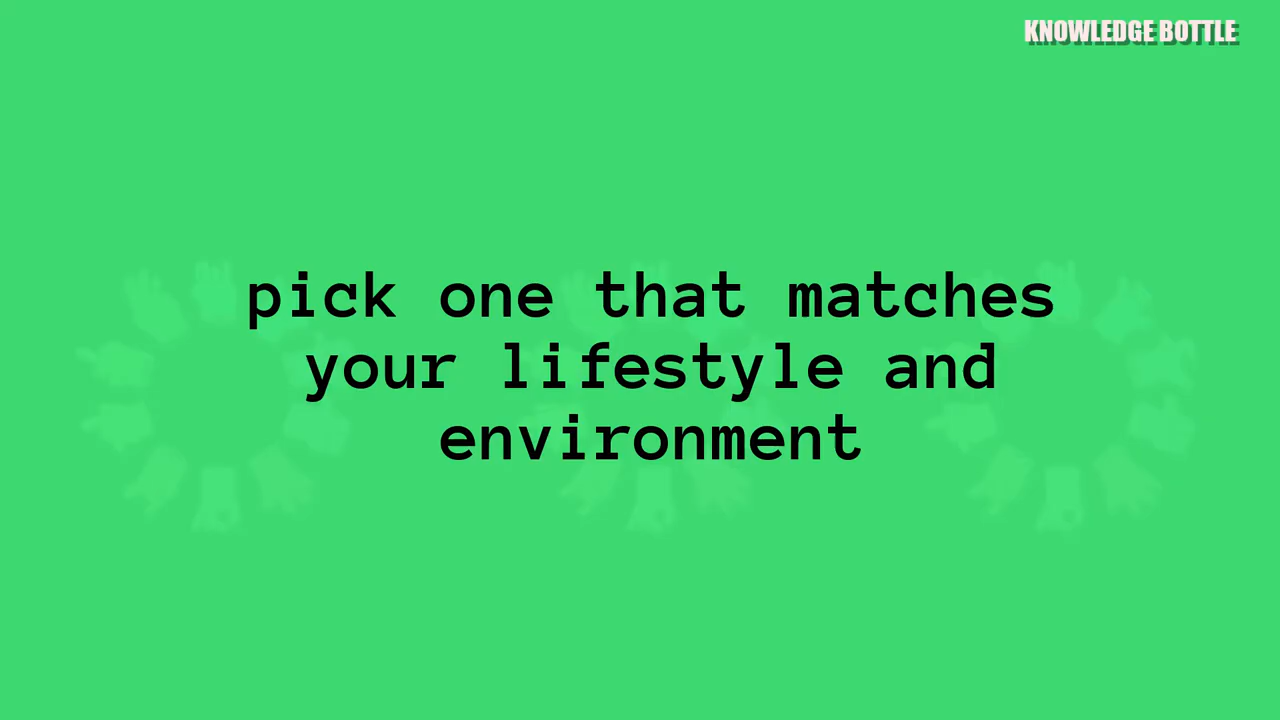 KNOWLEDGE BOTTLE
pick one that matches
your lifestyle and
environment